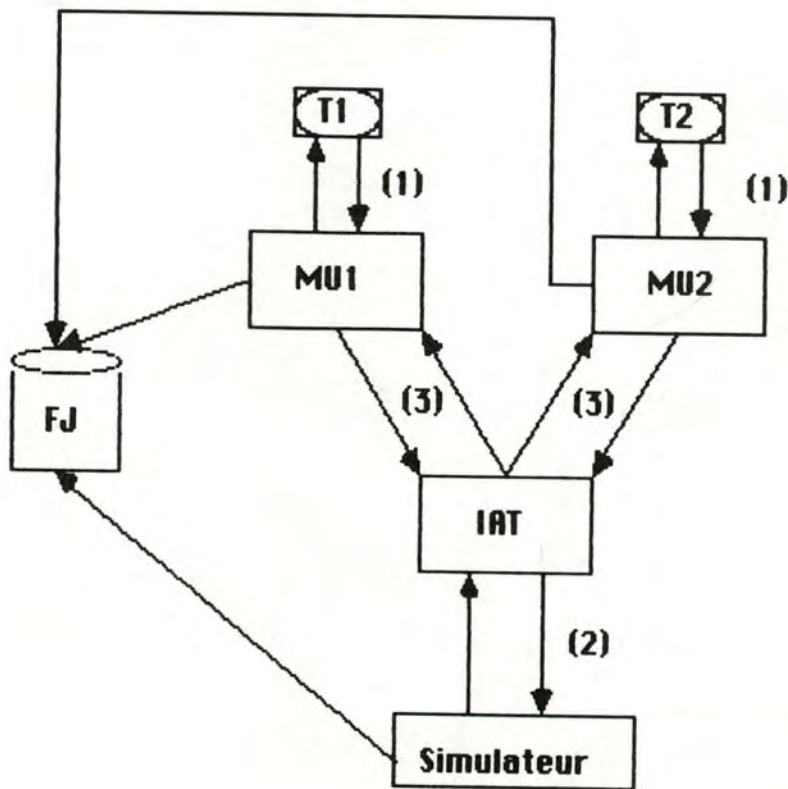 T1
T2
(1)
(1)
MU1
MU2
(3)
(3)
FJ
IAT
(2)
Simulateur